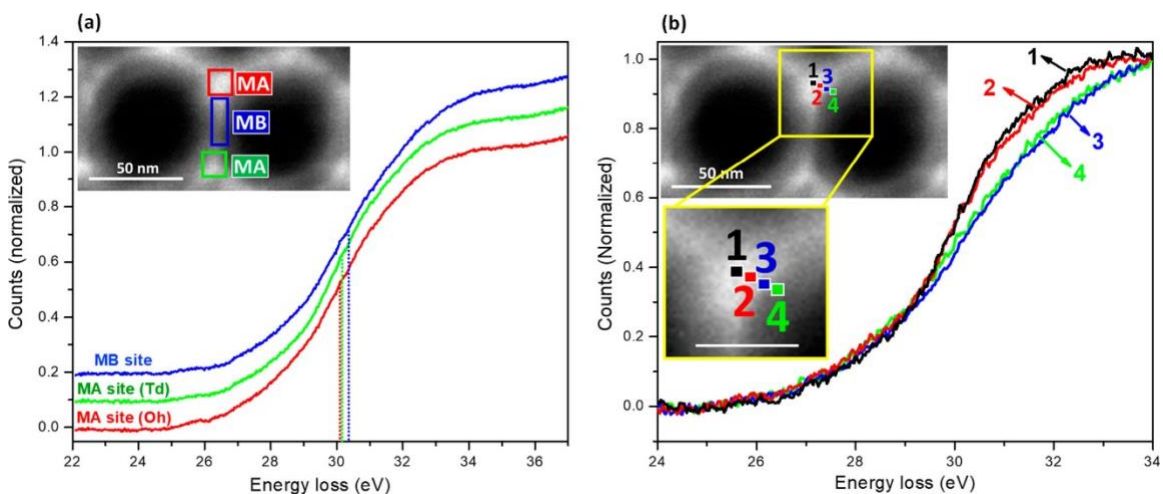 (a)
1.4
1.2
1.0
0.8
0.6
0.4
0.2
0.0
Counts (normalized)
MA
MB
MA
50 nm
MB site
MA site (Td)
MA site (Oh)
22 24 26 28 30 32 34 36
Energy loss (eV)
(b)
1.0
0.8
0.6
0.4
0.2
0.0
Counts (Normalized)
1
3
2
4
50 nm
1
3
2
4
1
2
3
4
24 26 28 30 32 34
Energy loss (eV)